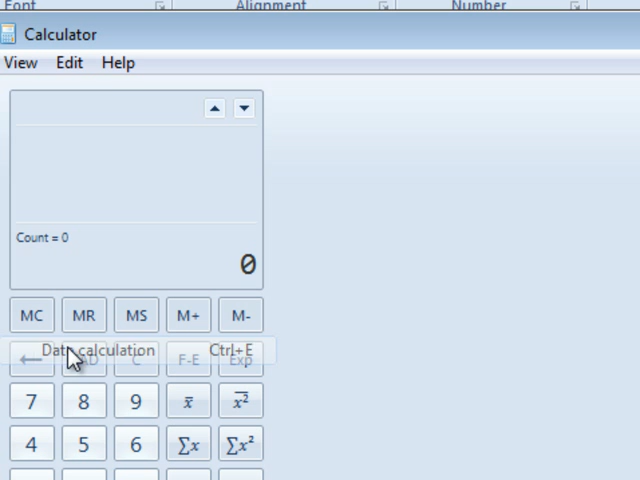 Font Alignment Number
Calculator
View Edit Help
Count = 0
0
MC MR MS M+ M-
Date calculation Ctrl+E
← C F-E Exp
7 8 9 x̅ x̅²
4 5 6 ∑x ∑x²